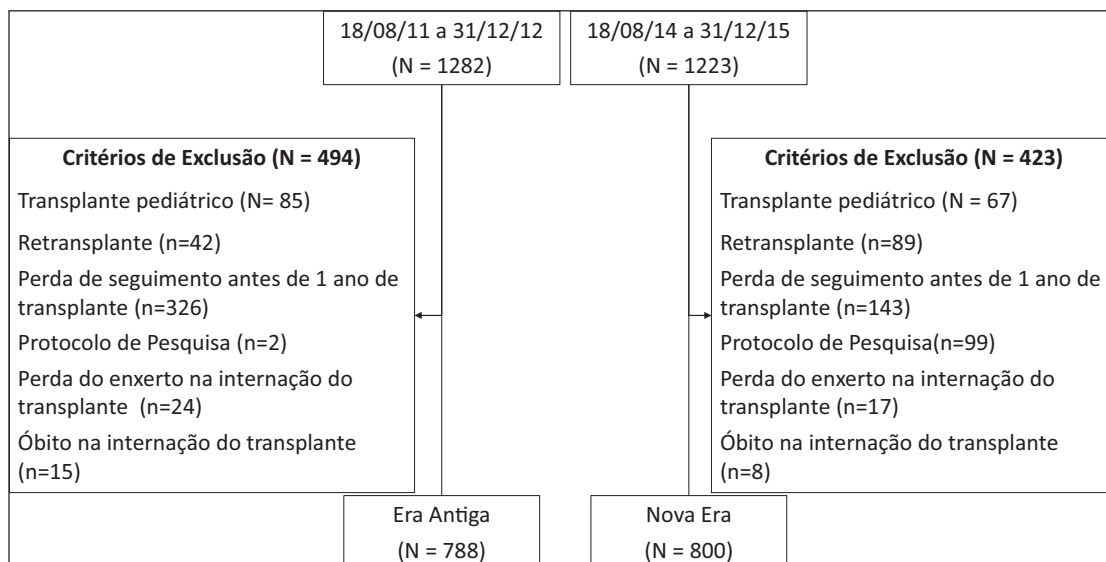 18/08/11 a 31/12/12
(N = 1282)
18/08/14 a 31/12/15
(N = 1223)
Critérios de Exclusão (N = 494)
Transplante pediátrico (N= 85)
Retransplante (n=42)
Perda de seguimento antes de 1 ano de
transplante (n=326)
Protocolo de Pesquisa (n=2)
Perda do enxerto na internação do
transplante  (n=24)
Óbito na internação do transplante
(n=15)
Critérios de Exclusão (N = 423)
Transplante pediátrico (N = 67)
Retransplante (n=89)
Perda de seguimento antes de 1 ano de
transplante (n=143)
Protocolo de Pesquisa(n=99)
Perda do enxerto na internação do
transplante (n=17)
Óbito na internação do transplante
(n=8)
Era Antiga
(N = 788)
Nova Era
(N = 800)